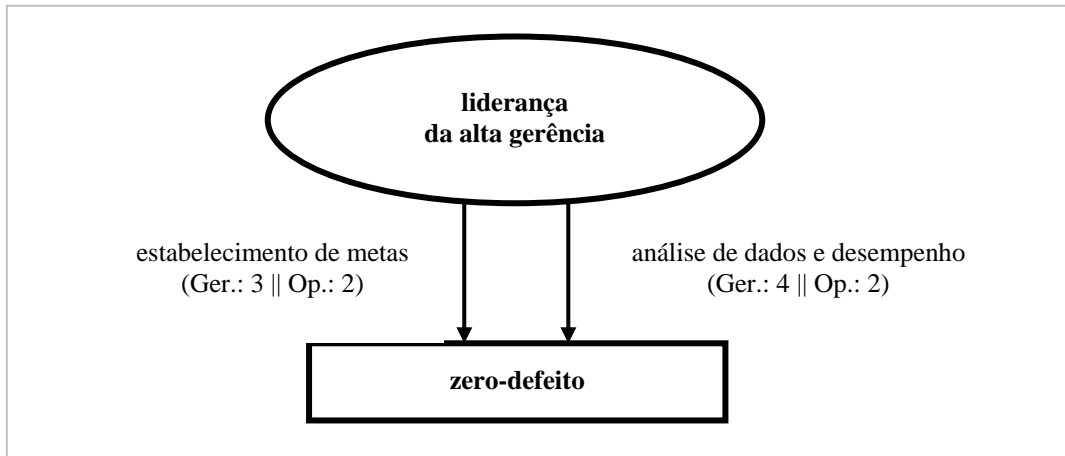 liderança
da alta gerência
estabelecimento de metas
(Ger.: 3 || Op.: 2)
análise de dados e desempenho
(Ger.: 4 || Op.: 2)
zero-defeito